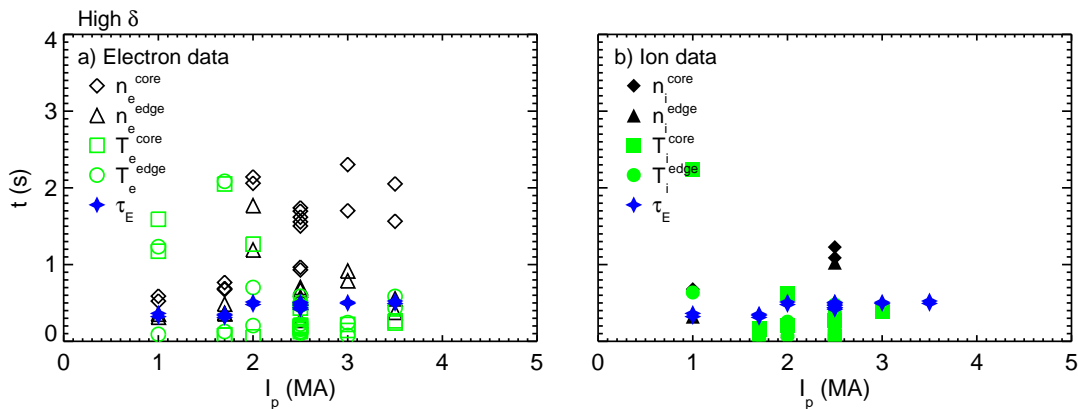 High δ
a) Electron data
n_e^core
n_e^edge
T_e^core
T_e^edge
τ_E
t (s)
4
3
2
1
0
0 1 2 3 4 5
I_p (MA)
b) Ion data
n_i^core
n_i^edge
T_i^core
T_i^edge
τ_E
0 1 2 3 4 5
I_p (MA)